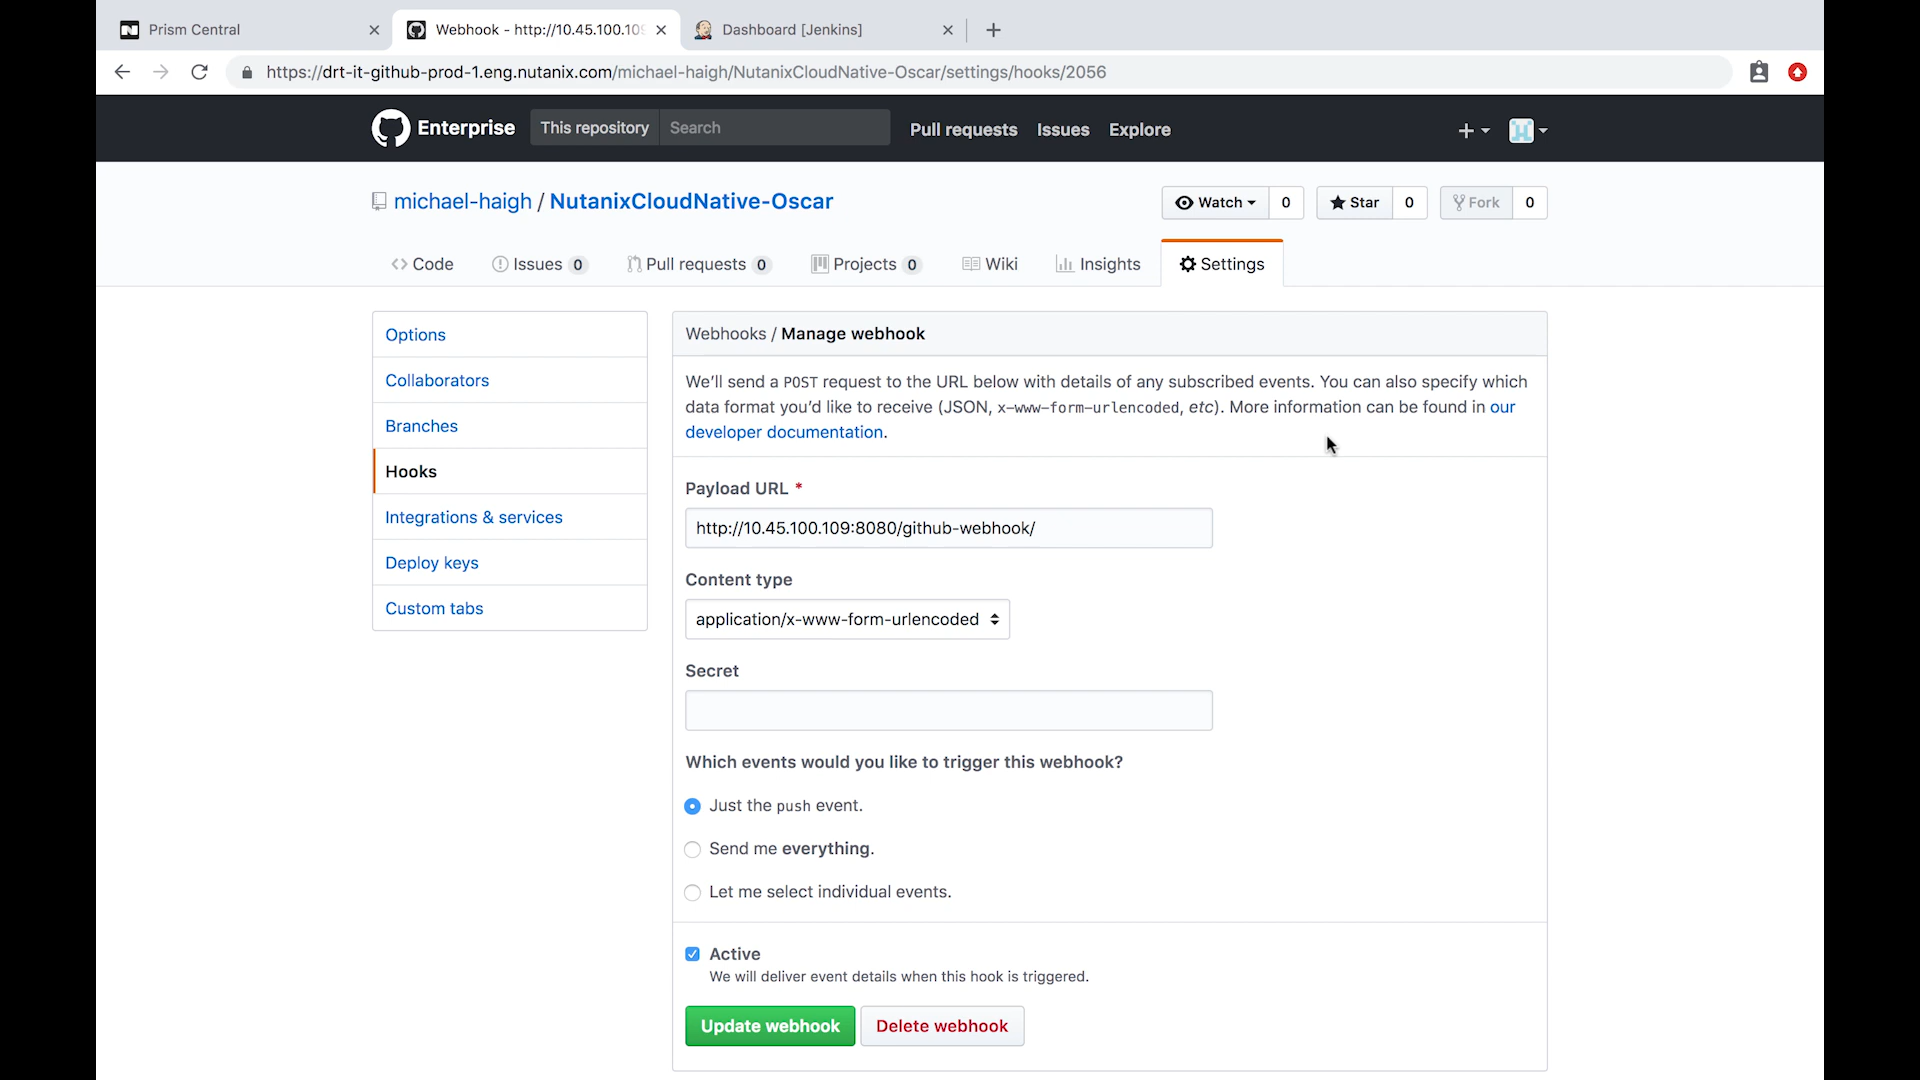 Prism Central
Webhook - http://10.45.100.109
Dashboard [Jenkins]
https://drt-it-github-prod-1.eng.nutanix.com/michael-haigh/NutanixCloudNative-Oscar/settings/hooks/2056
Enterprise
This repository
Search
Pull requests
Issues
Explore
michael-haigh / NutanixCloudNative-Oscar
Watch 0
Star 0
Fork 0
Code
Issues 0
Pull requests 0
Projects 0
Wiki
Insights
Settings
Options
Collaborators
Branches
Hooks
Integrations & services
Deploy keys
Custom tabs
Webhooks / Manage webhook
We'll send a POST request to the URL below with details of any subscribed events. You can also specify which
data format you'd like to receive (JSON, x-www-form-urlencoded, etc). More information can be found in our
developer documentation.
Payload URL *
http://10.45.100.109:8080/github-webhook/
Content type
application/x-www-form-urlencoded
Secret
Which events would you like to trigger this webhook?
Just the push event.
Send me everything.
Let me select individual events.
Active
We will deliver event details when this hook is triggered.
Update webhook
Delete webhook